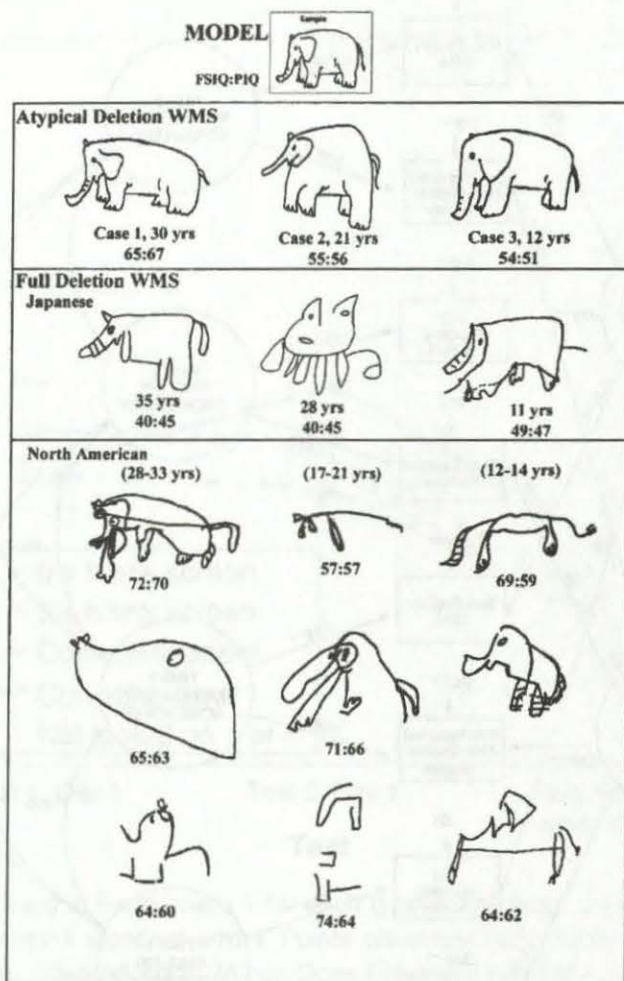 Sample
MODEL
FSIQ:PIQ
Atypical Deletion WMS
Case 1, 30 yrs
65:67
Case 2, 21 yrs
55:56
Case 3, 12 yrs
54:51
Full Deletion WMS
Japanese
35 yrs
40:45
28 yrs
40:45
11 yrs
49:47
North American
(28-33 yrs) (17-21 yrs) (12-14 yrs)
72:70
57:57
69:59
65:63
71:66
64:60
74:64
64:62